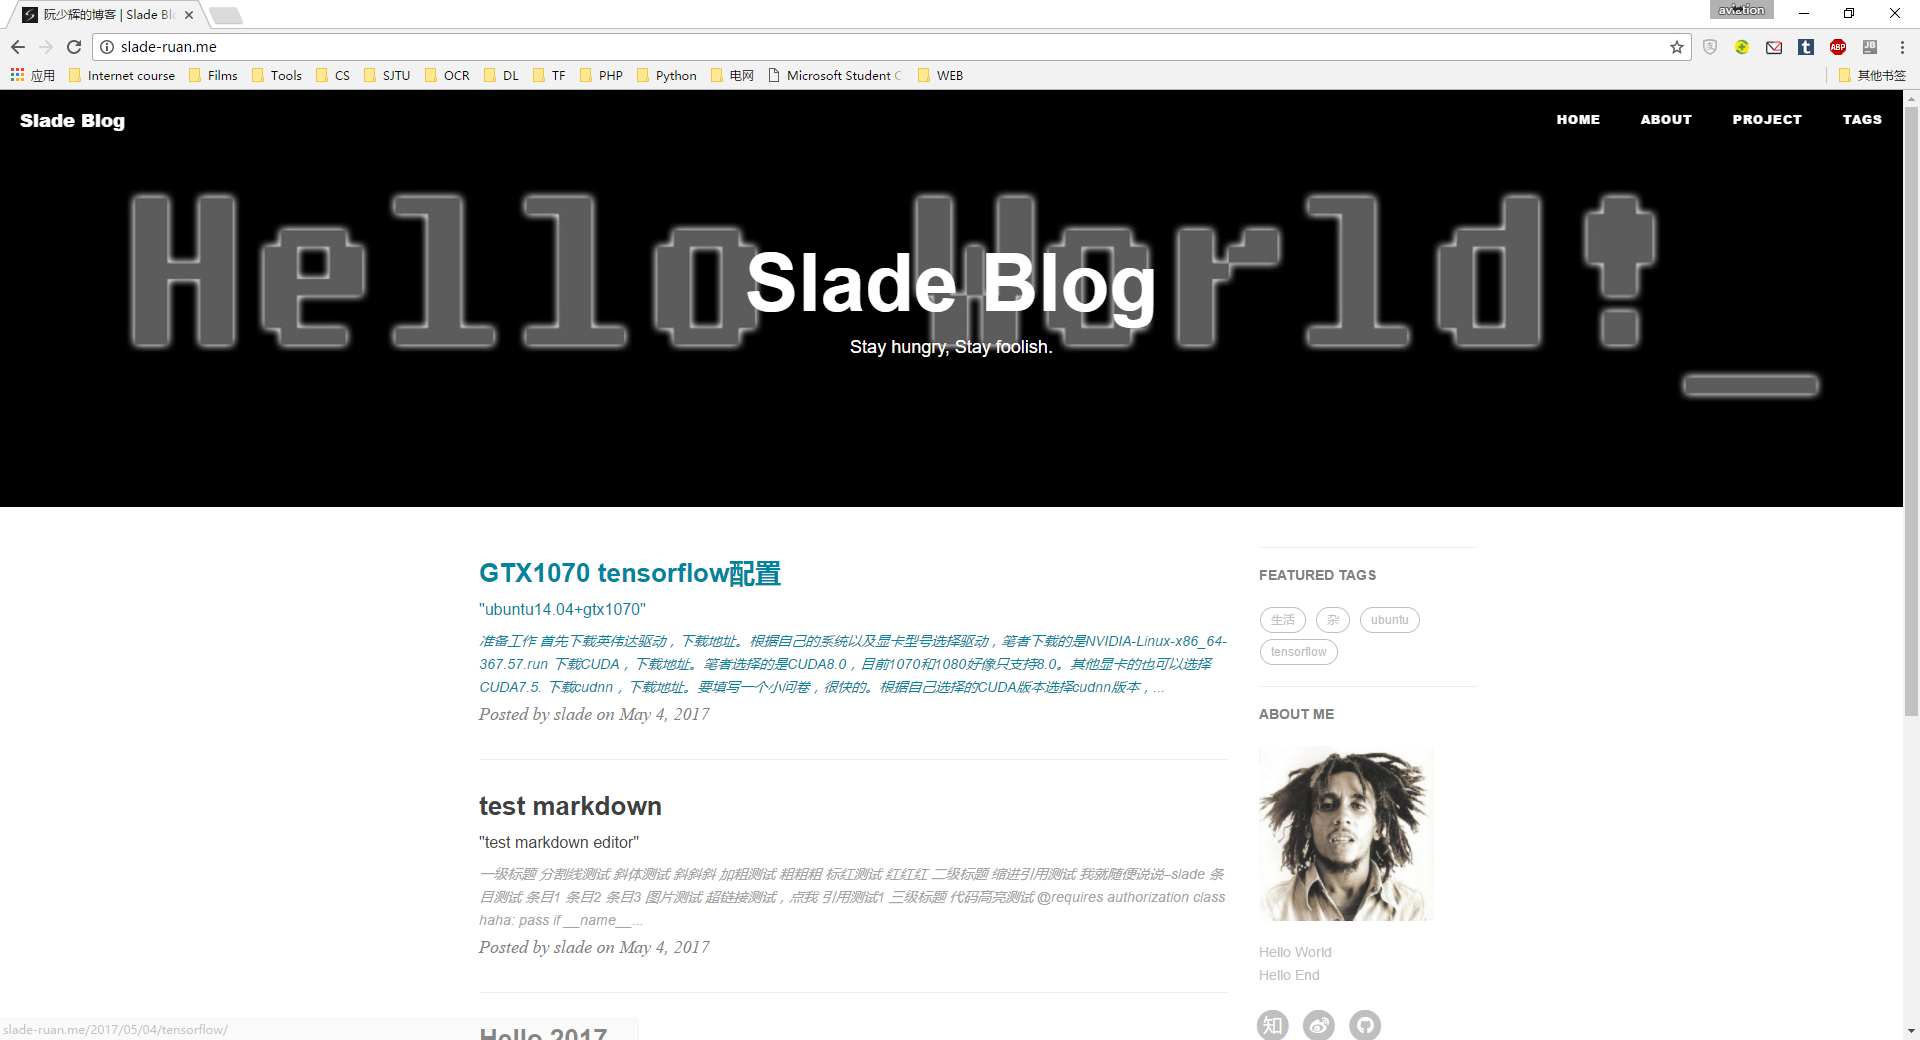 阮少辉的博客 | Slade Bl
aviation
slade-ruan.me
应用 Internet course Films Tools CS SJTU OCR DL TF PHP Python 电网 Microsoft Student WEB 其他书签
Slade Blog HOME ABOUT PROJECT TAGS
Hello World!_
Slade Blog
Stay hungry, Stay foolish.
GTX1070 tensorflow配置
"ubuntu14.04+gtx1070"
准备工作 首先下载英伟达驱动，下载地址。根据自己的系统以及显卡型号选择驱动，笔者下载的是NVIDIA-Linux-x86_64-
367.57.run 下载CUDA，下载地址。笔者选择的是CUDA8.0，目前1070和1080好像只支持8.0。其他显卡的也可以选择
CUDA7.5. 下载cudnn，下载地址。要填写一个小问卷，很快的。根据自己选择的CUDA版本选择cudnn版本，...
Posted by slade on May 4, 2017
test markdown
"test markdown editor"
一级标题 分割线测试 斜体测试 斜斜斜 加粗测试 粗粗粗 标红测试 红红红 二级标题 缩进引用测试 我就随便说说–slade 条
目测试 条目1 条目2 条目3 图片测试 超链接测试，点我 引用测试1 三级标题 代码高亮测试 @requires authorization class
haha: pass if __name__...
Posted by slade on May 4, 2017
Hello 2017
FEATURED TAGS
生活 杂 ubuntu
tensorflow
ABOUT ME
Hello World
Hello End
知
slade-ruan.me/2017/05/04/tensorflow/